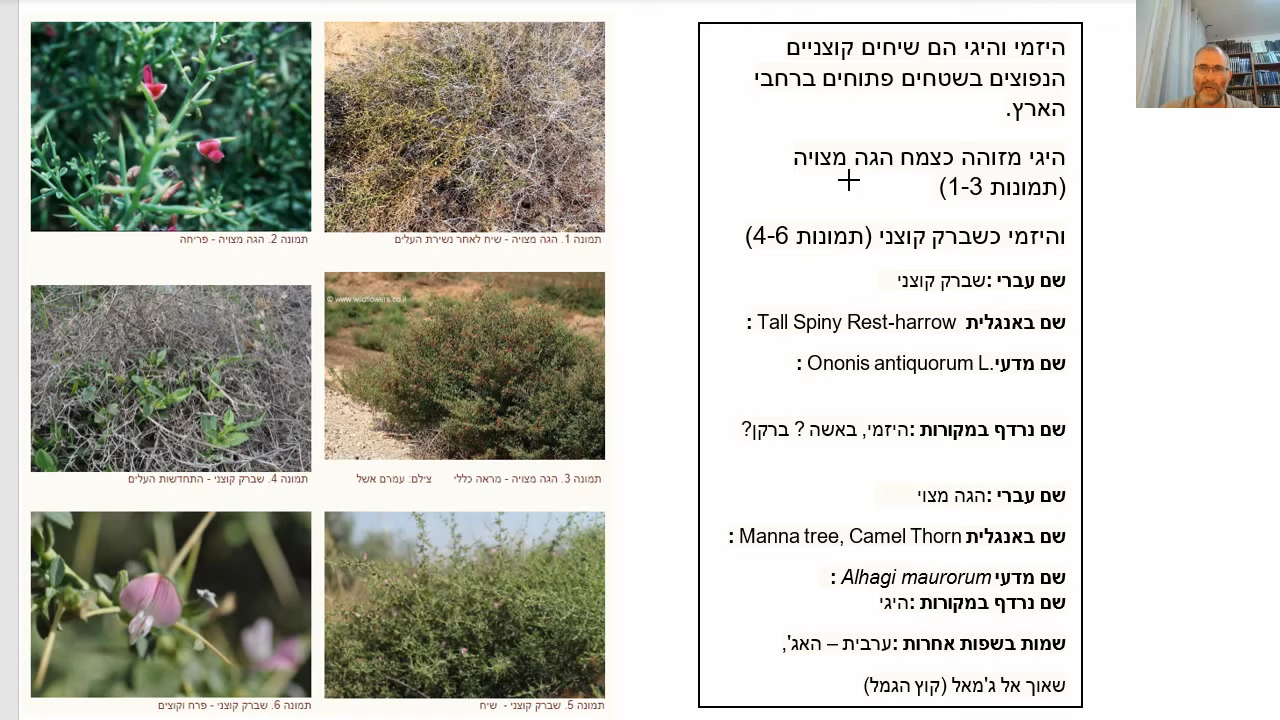 היזמי והיגי הם שיחים קוצניים
הנפוצים בשטחים פתוחים ברחבי
הארץ.
היגי מזוהה כצמח הגה מצויה
(תמונות 1-3)
והיזמי כשברק קוצני (תמונות 4-6)
שם עברי :שברק קוצני
שם באנגלית Tall Spiny Rest-harrow :
שם מדעי.Ononis antiquorum L :
שם נרדף במקורות :היזמי, באשה ? ברקן?
שם עברי :הגה מצוי
שם באנגלית Manna tree, Camel Thorn :
שם מדעי Alhagi maurorum :
שם נרדף במקורות :היגי
שמות בשפות אחרות :ערבית – האג',
שאוך אל ג'מאל (קוץ הגמל)
תמונה 1. הגה מצויה - שיח לאחר נשירת העלים
תמונה 2. הגה מצויה - פריחה
© www.wildflowers.co.il
תמונה 3. הגה מצויה - מראה כללי צילם: עמרם אשל
תמונה 4. שברק קוצני - התחדשות העלים
תמונה 5. שברק קוצני - שיח
תמונה 6. שברק קוצני - פרח וקוצים